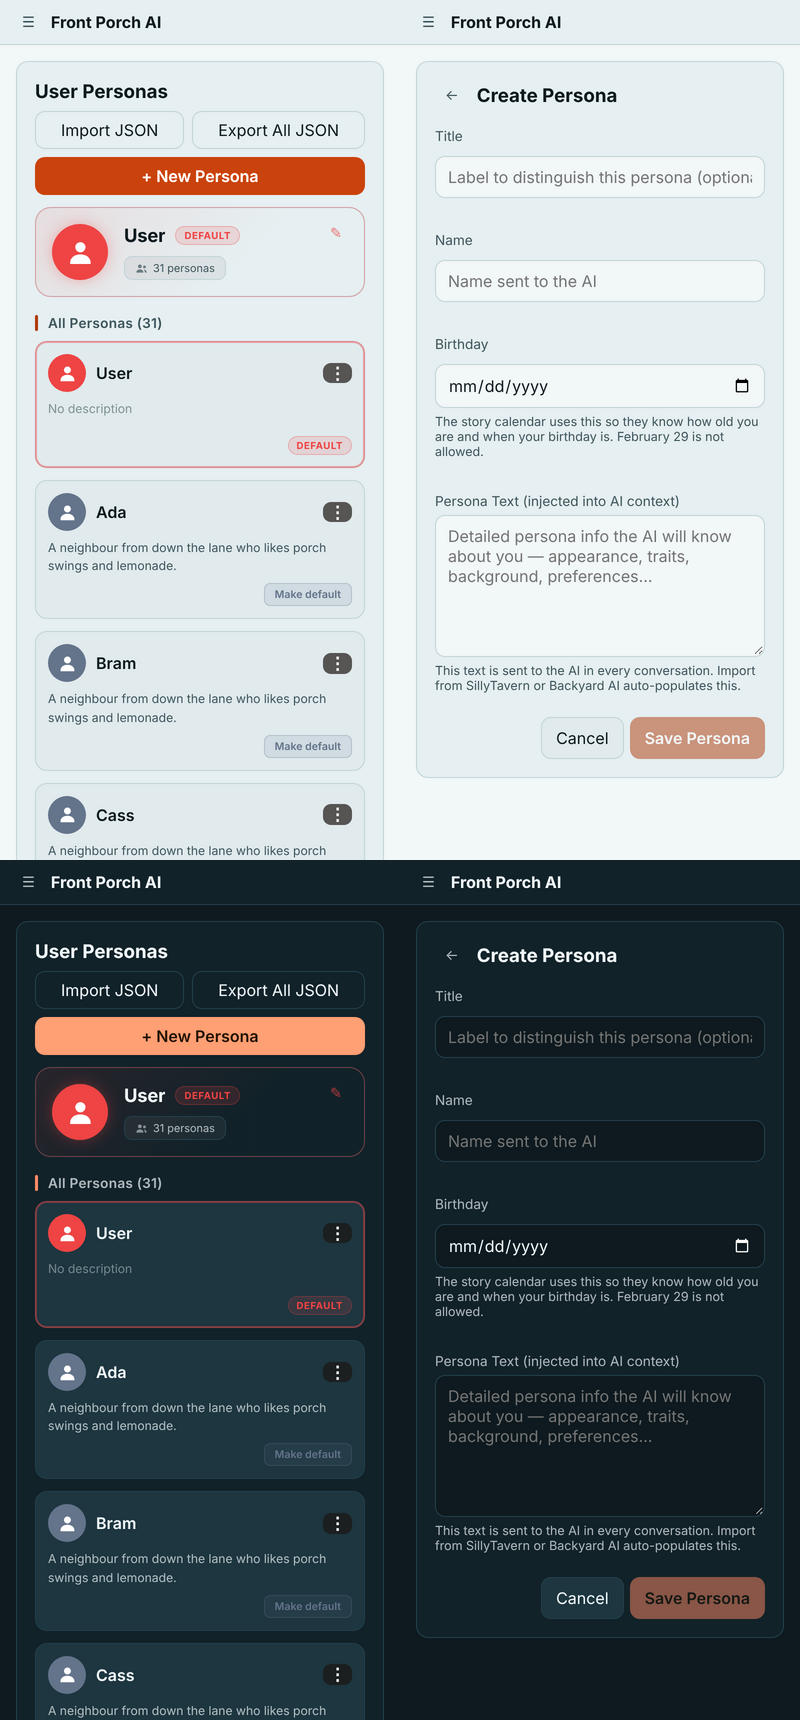 Front Porch AI
User Personas
Import JSON
Export All JSON
+ New Persona
User
DEFAULT
31 personas
All Personas (31)
User
No description
DEFAULT
Ada
A neighbour from down the lane who likes porch
swings and lemonade.
Make default
Bram
A neighbour from down the lane who likes porch
swings and lemonade.
Make default
Cass
A neighbour from down the lane who likes porch
Front Porch AI
Create Persona
Title
Label to distinguish this persona (optiona
Name
Name sent to the AI
Birthday
mm/dd/yyyy
The story calendar uses this so they know how old you
are and when your birthday is. February 29 is not
allowed.
Persona Text (injected into AI context)
Detailed persona info the AI will know
about you — appearance, traits,
background, preferences...
This text is sent to the AI in every conversation. Import
from SillyTavern or Backyard AI auto-populates this.
Cancel
Save Persona
Front Porch AI
User Personas
Import JSON
Export All JSON
+ New Persona
User
DEFAULT
31 personas
All Personas (31)
User
No description
DEFAULT
Ada
A neighbour from down the lane who likes porch
swings and lemonade.
Make default
Bram
A neighbour from down the lane who likes porch
swings and lemonade.
Make default
Cass
A neighbour from down the lane who likes porch
Front Porch AI
Create Persona
Title
Label to distinguish this persona (optiona
Name
Name sent to the AI
Birthday
mm/dd/yyyy
The story calendar uses this so they know how old you
are and when your birthday is. February 29 is not
allowed.
Persona Text (injected into AI context)
Detailed persona info the AI will know
about you — appearance, traits,
background, preferences...
This text is sent to the AI in every conversation. Import
from SillyTavern or Backyard AI auto-populates this.
Cancel
Save Persona